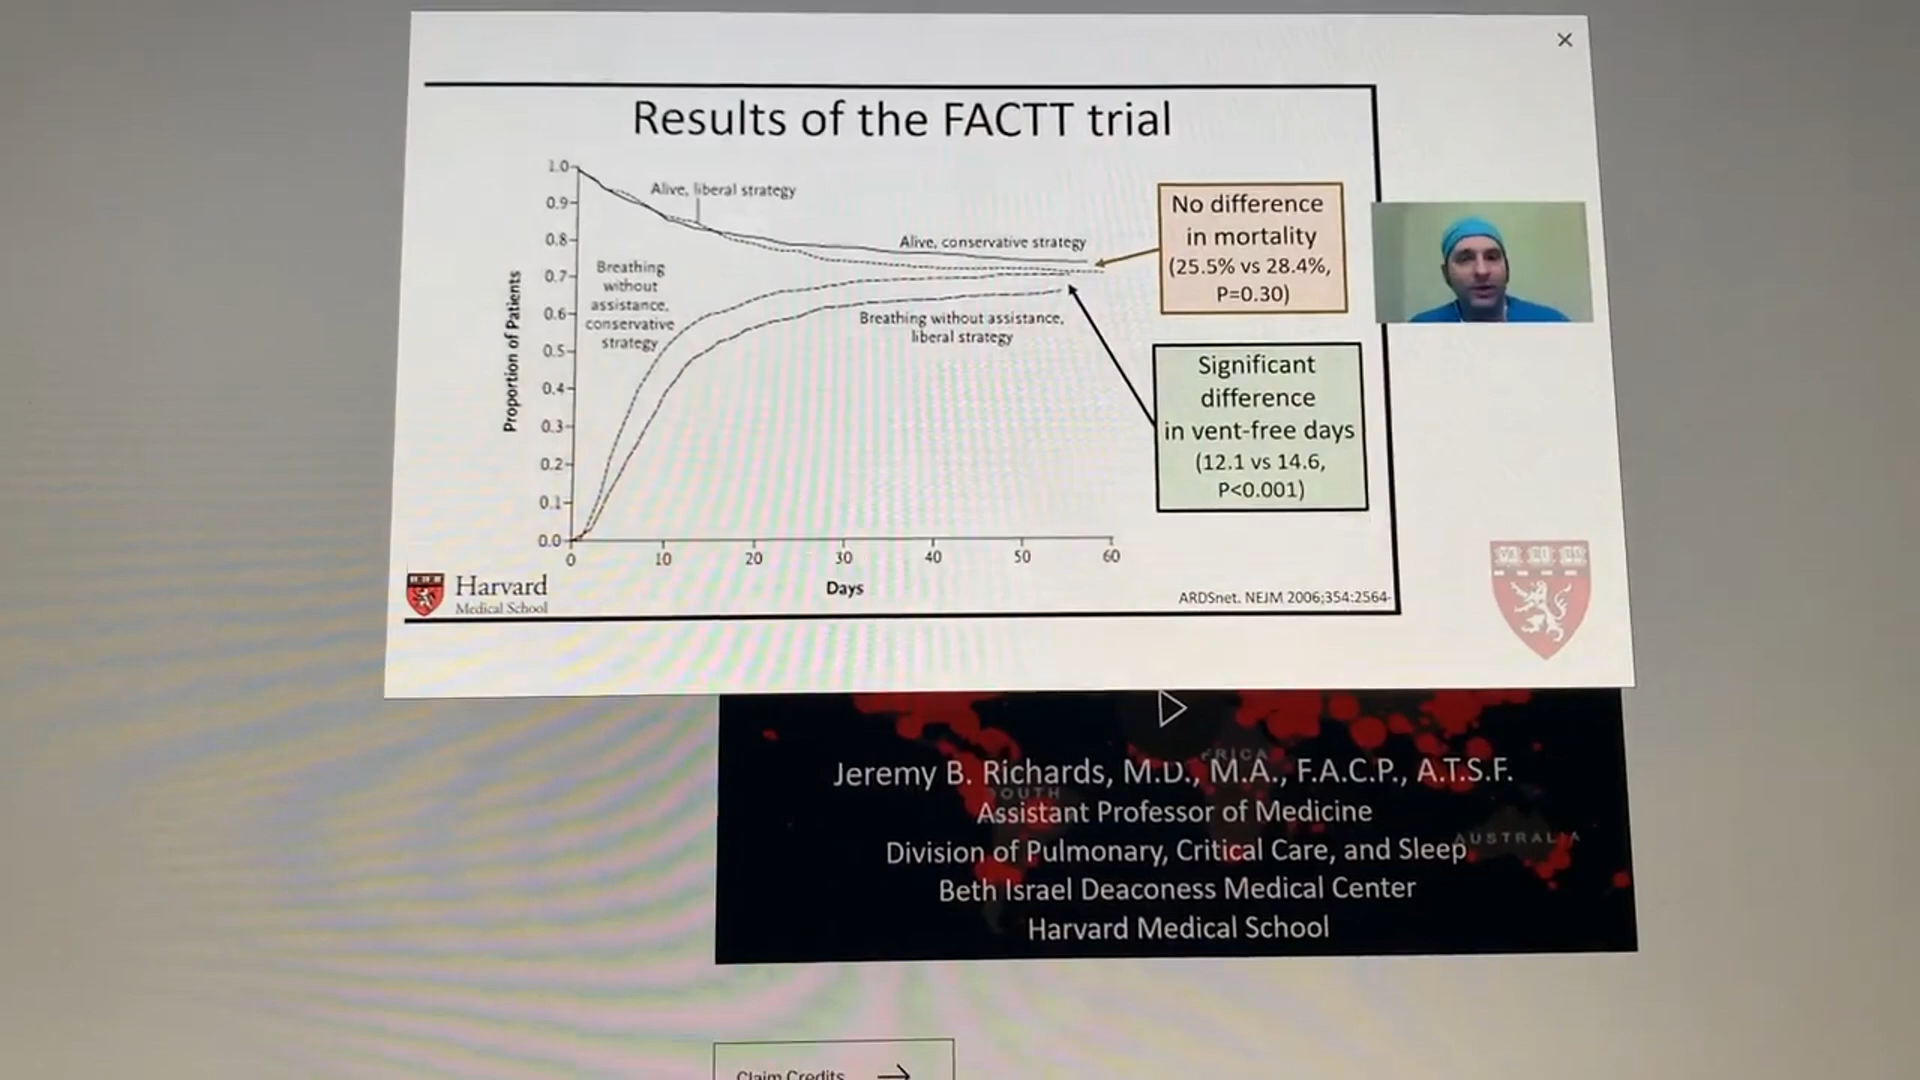 ×
Results of the FACTT trial
1.0
0.9
0.8
0.7
0.6
0.5
0.4
0.3
0.2
0.1
0.0
Proportion of Patients
Alive, liberal strategy
Alive, conservative strategy
Breathing
without
assistance,
conservative
strategy
Breathing without assistance,
liberal strategy
0 10 20 30 40 50 60
Days
No difference
in mortality
(25.5% vs 28.4%,
P=0.30)
Significant
difference
in vent-free days
(12.1 vs 14.6,
P<0.001)
Harvard
Medical School
ARDSnet. NEJM 2006;354:2564-
Jeremy B. Richards, M.D., M.A., F.A.C.P., A.T.S.F.
Assistant Professor of Medicine
AUSTRALIA
Division of Pulmonary, Critical Care, and Sleep
Beth Israel Deaconess Medical Center
Harvard Medical School
Claim Credits